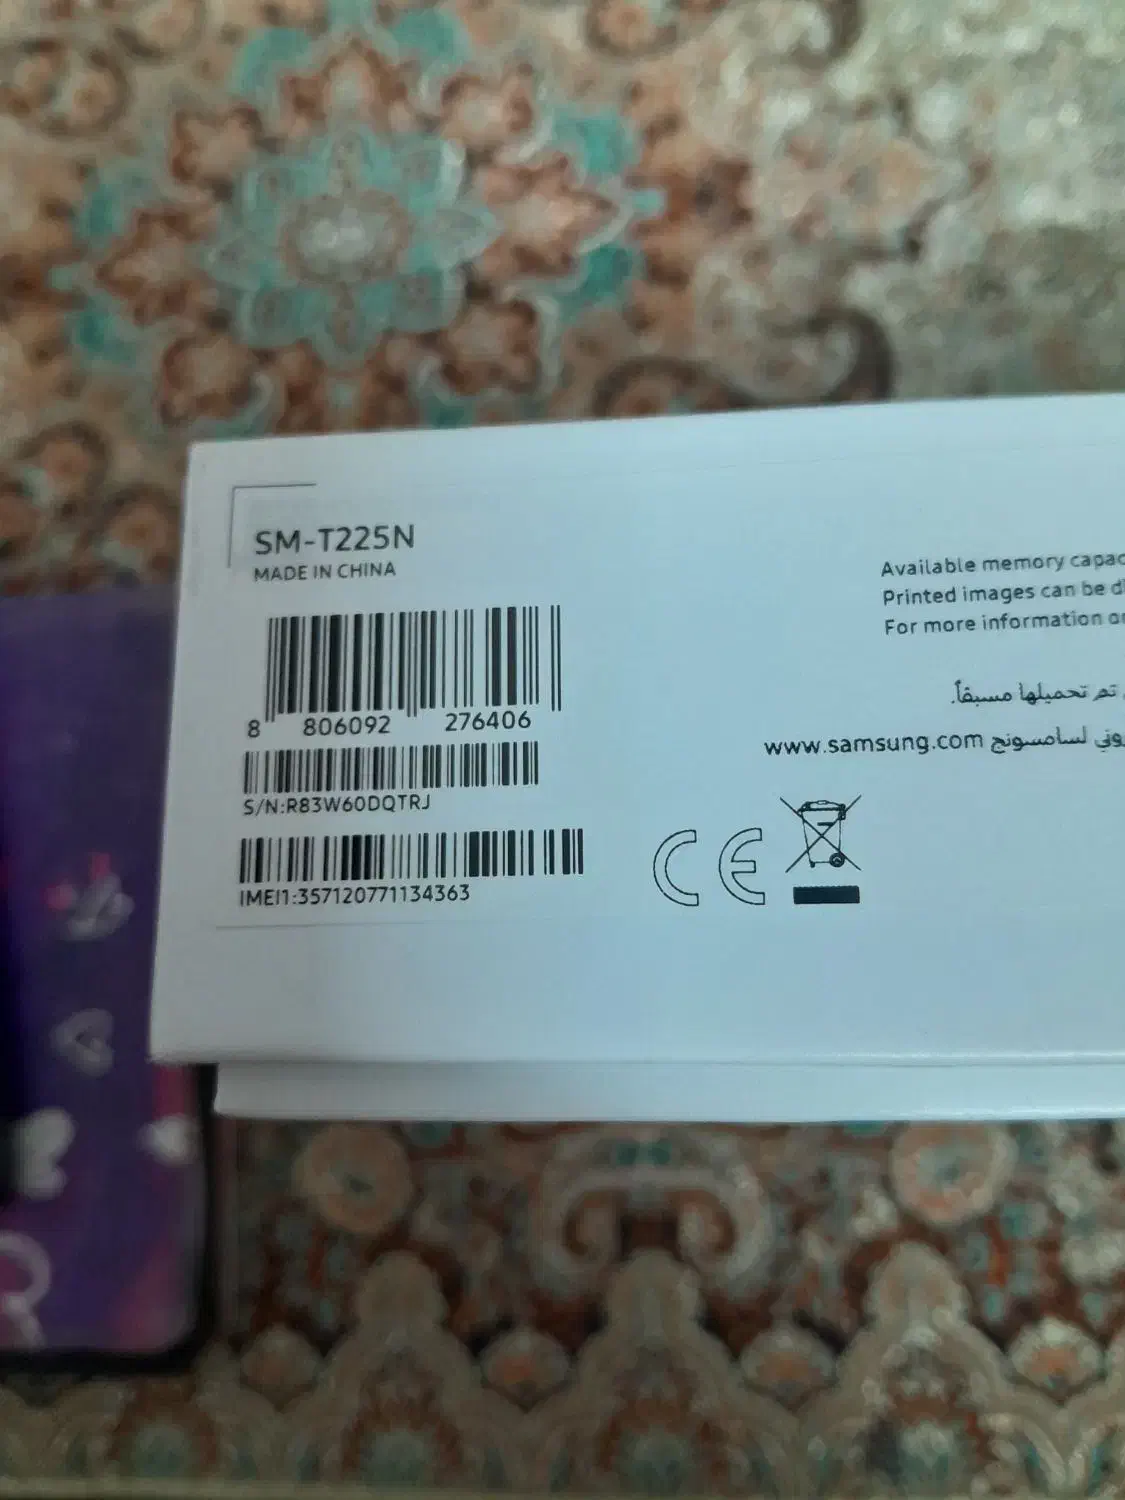 SM-T225N
MADE IN CHINA
8 806092 276406
S/N:R83W60DQTRJ
IMEI1:357120771134363
Available memory
Printed images can be
For more information
تم تحميلها مسبقاً.
لسامسونج www.samsung.com
CE